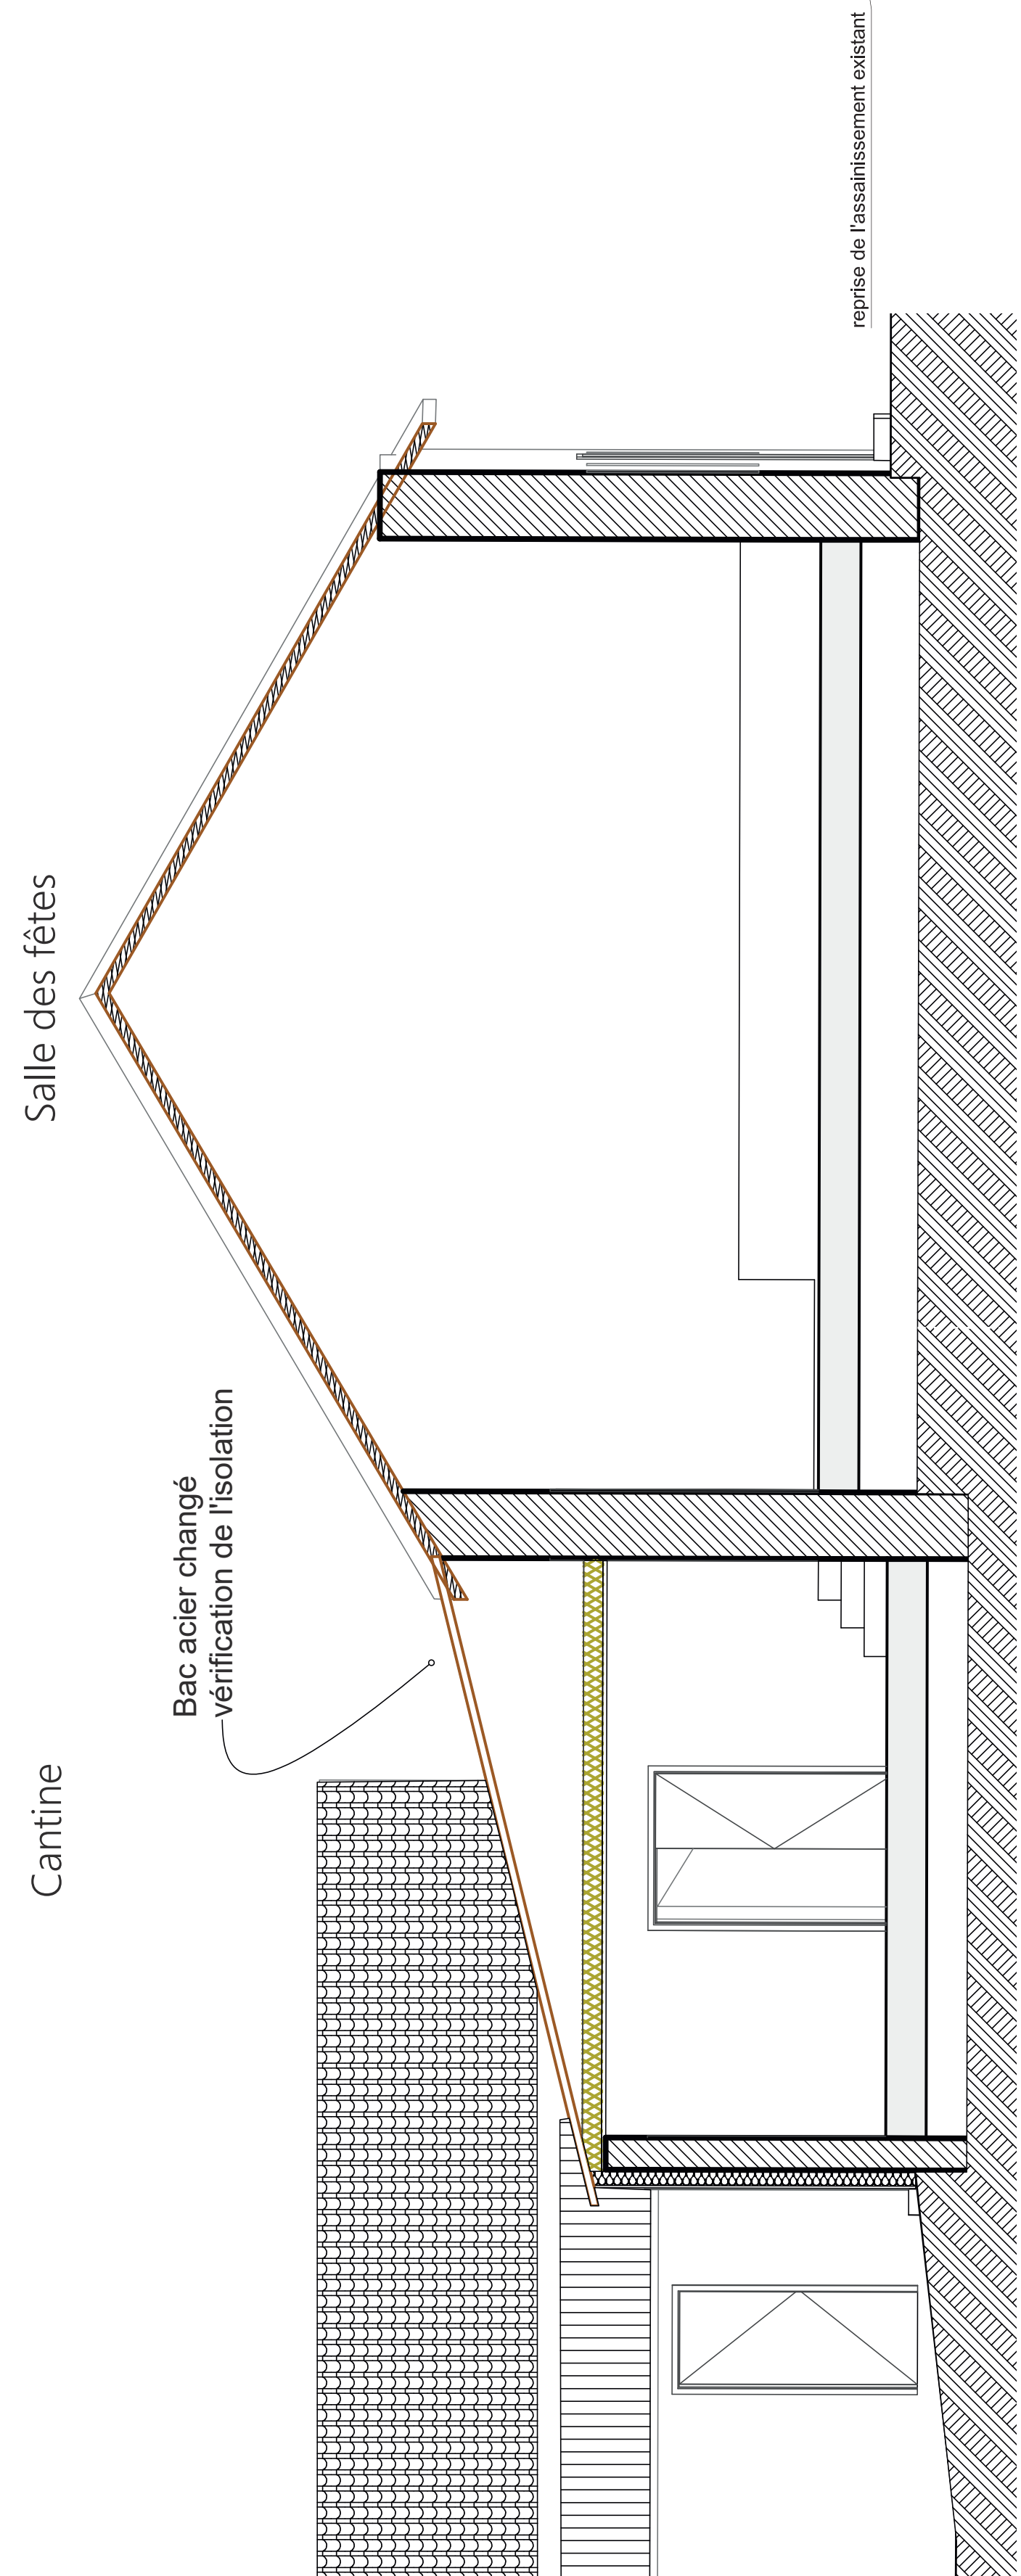 Cantine
Salle des fêtes
Bac acier changé
vérification de l'isolation
reprise de l'assainissement existant